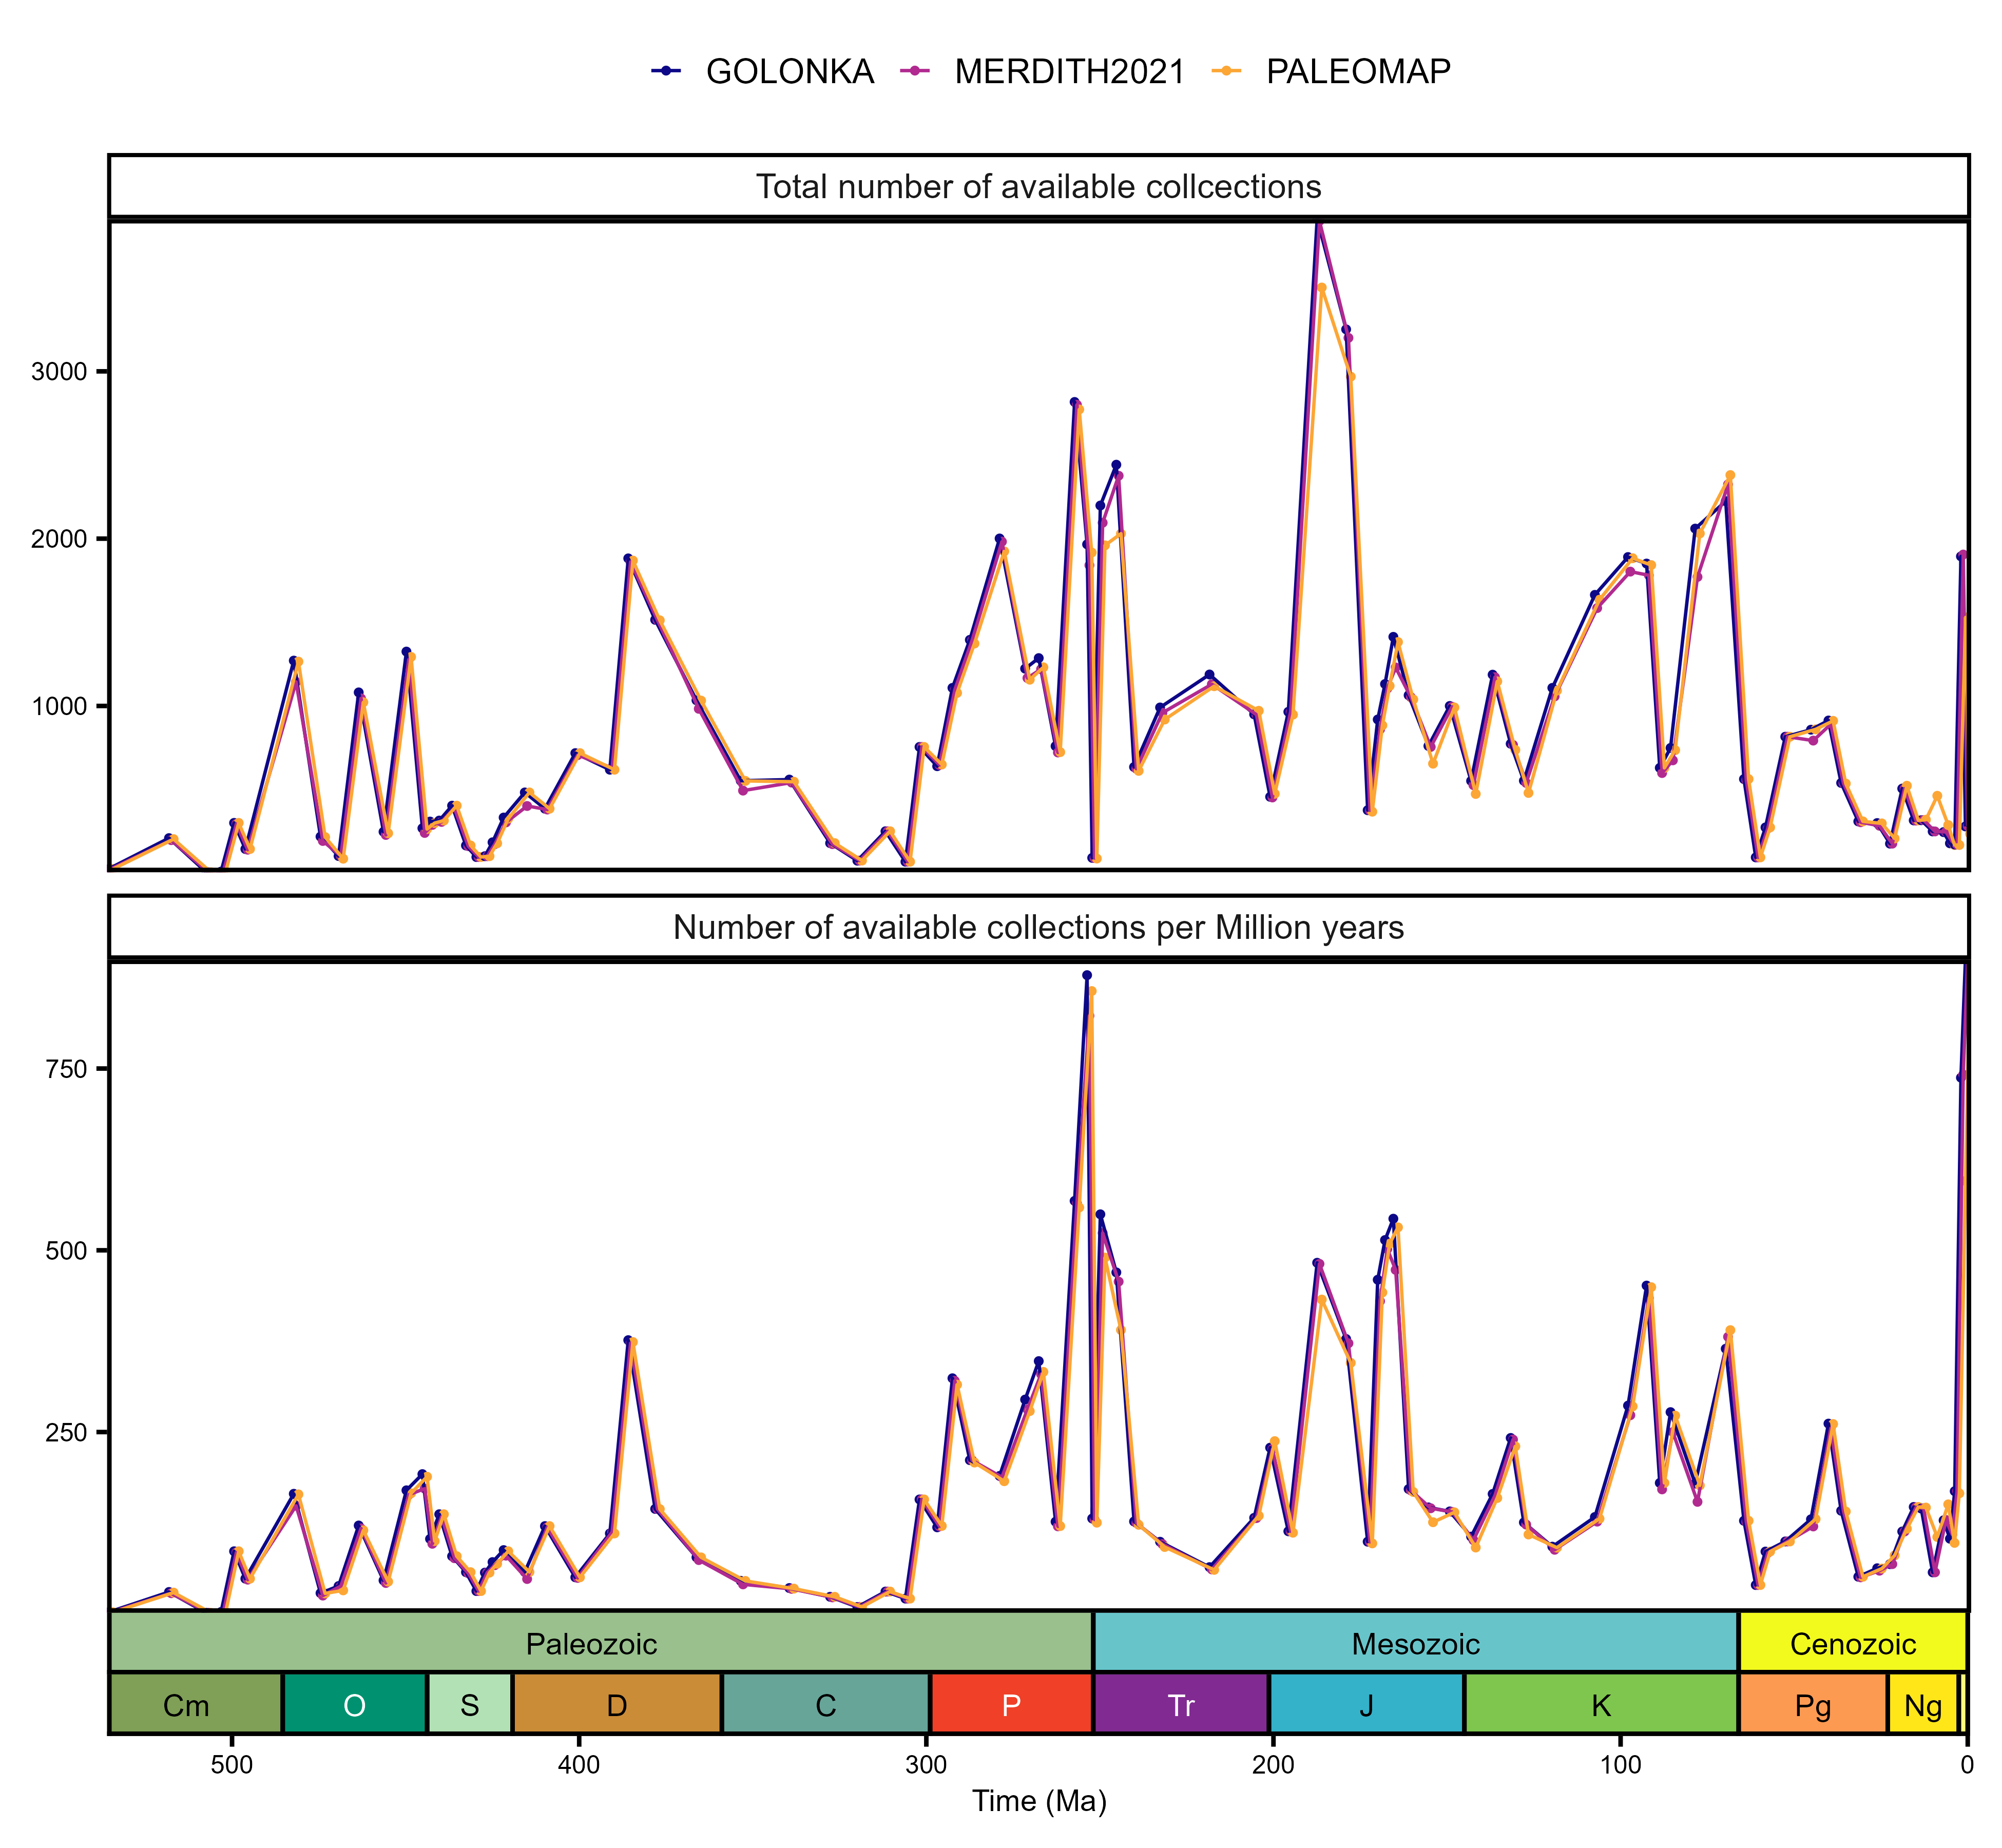 GOLONKA MERDITH2021 PALEOMAP
Total number of available collcections
3000
2000
1000
Number of available collections per Million years
750
500
250
Paleozoic Mesozoic Cenozoic
Cm O S D C P Tr J K Pg Ng
500 400 300 200 100 0
Time (Ma)